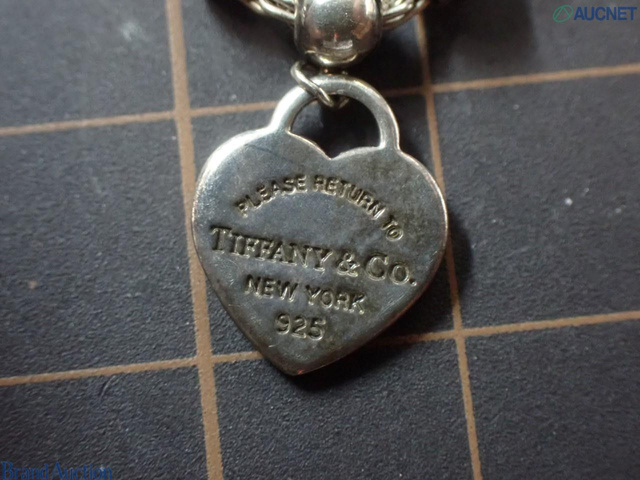 AUCNET
PLEASE RETURN TO
TIFFANY & CO.
NEW YORK
925
Brand Auction